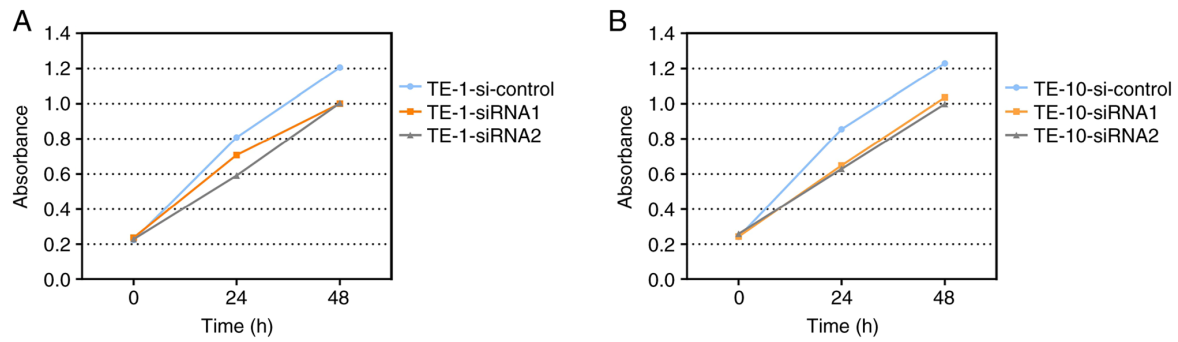 A
1.4
1.2
1.0
0.8
0.6
0.4
0.2
0.0
Absorbance
0 24 48
Time (h)
TE-1-si-control
TE-1-siRNA1
TE-1-siRNA2
B
1.4
1.2
1.0
0.8
0.6
0.4
0.2
0.0
Absorbance
0 24 48
Time (h)
TE-10-si-control
TE-10-siRNA1
TE-10-siRNA2